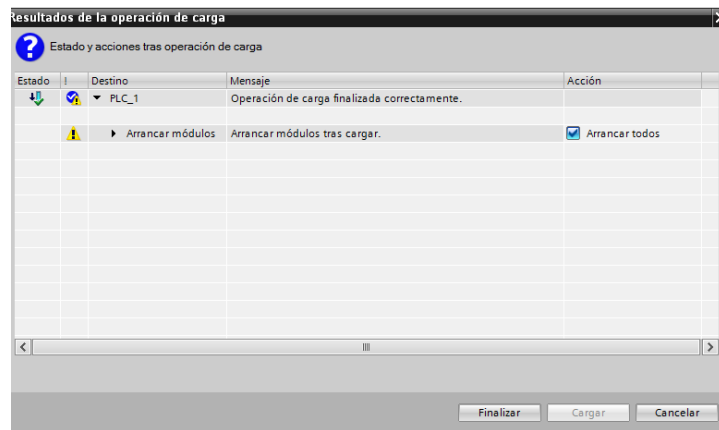 Resultados de la operación de carga
Estado y acciones tras operación de carga
Estado ! Destino Mensaje Acción
PLC_1 Operación de carga finalizada correctamente.
Arrancar módulos Arrancar módulos tras cargar. Arrancar todos
Finalizar Cargar Cancelar